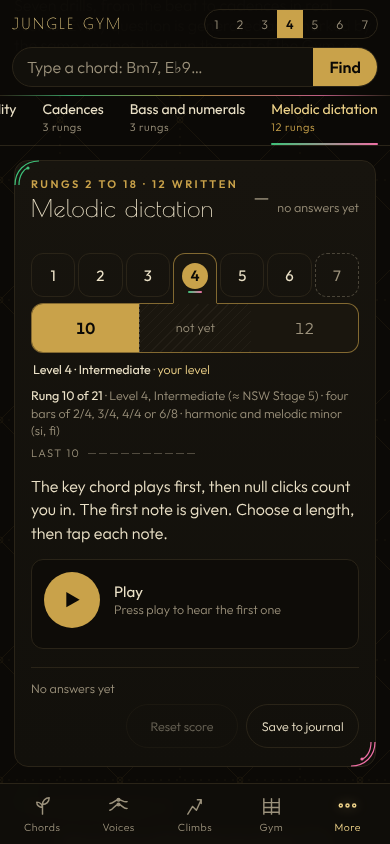 JUNGLE GYM
1 2 3 4 5 6 7
Type a chord: Bm7, E♭9...
Find
lity
Cadences
3 rungs
Bass and numerals
3 rungs
Melodic dictation
12 rungs
RUNGS 2 TO 18 · 12 WRITTEN
Melodic dictation
— no answers yet
1 2 3 4 5 6 7
10 not yet 12
Level 4 · Intermediate · your level
Rung 10 of 21 · Level 4, Intermediate (≈ NSW Stage 5) · four
bars of 2/4, 3/4, 4/4 or 6/8 · harmonic and melodic minor
(si, fi)
LAST 10 — — — — — — — — — —
The key chord plays first, then null clicks count
you in. The first note is given. Choose a length,
then tap each note.
Play
Press play to hear the first one
No answers yet
Reset score
Save to journal
Chords
Voices
Climbs
Gym
More